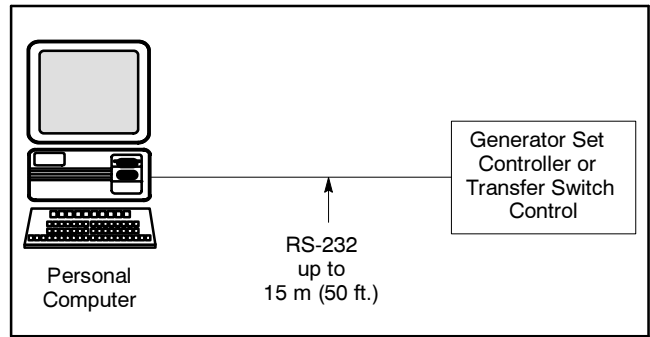 Personal
Computer
RS-232
up to
15 m (50 ft.)
Generator Set
Controller or
Transfer Switch
Control